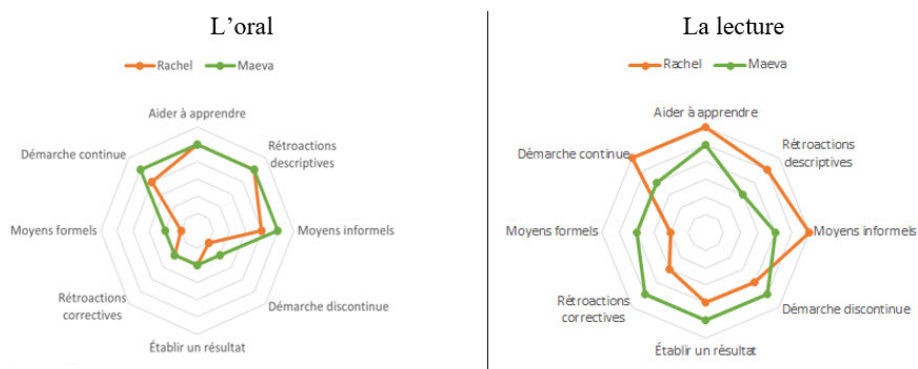 L'oral
Rachel
Maeva
Aider à apprendre
Rétroactions
descriptives
Moyens informels
Démarche discontinue
Établir un résultat
Rétroactions
correctives
Moyens formels
Démarche continue
La lecture
Rachel
Maeva
Aider à apprendre
Rétroactions
descriptives
Moyens informels
Démarche discontinue
Établir un résultat
Rétroactions
correctives
Moyens formels
Démarche continue